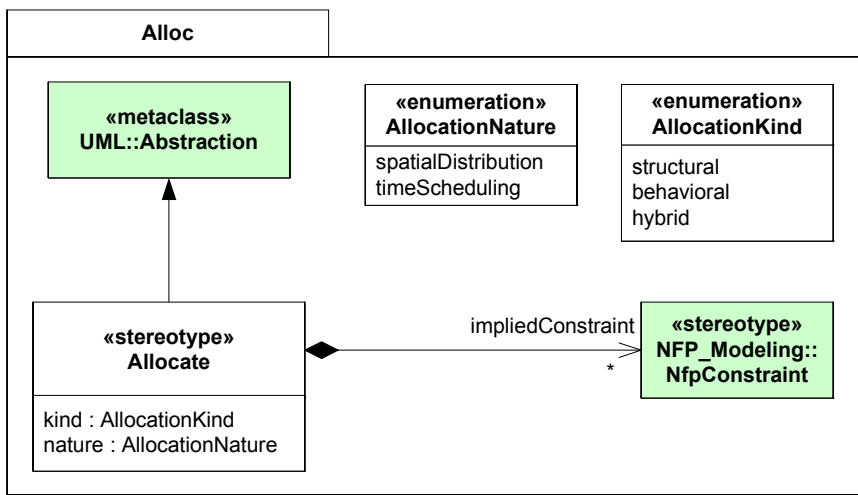 Alloc
«metaclass»
UML::Abstraction
«enumeration»
AllocationNature
spatialDistribution
timeScheduling
«enumeration»
AllocationKind
structural
behavioral
hybrid
«stereotype»
Allocate
kind : AllocationKind
nature : AllocationNature
impliedConstraint
*
«stereotype»
NFP_Modeling::
NfpConstraint